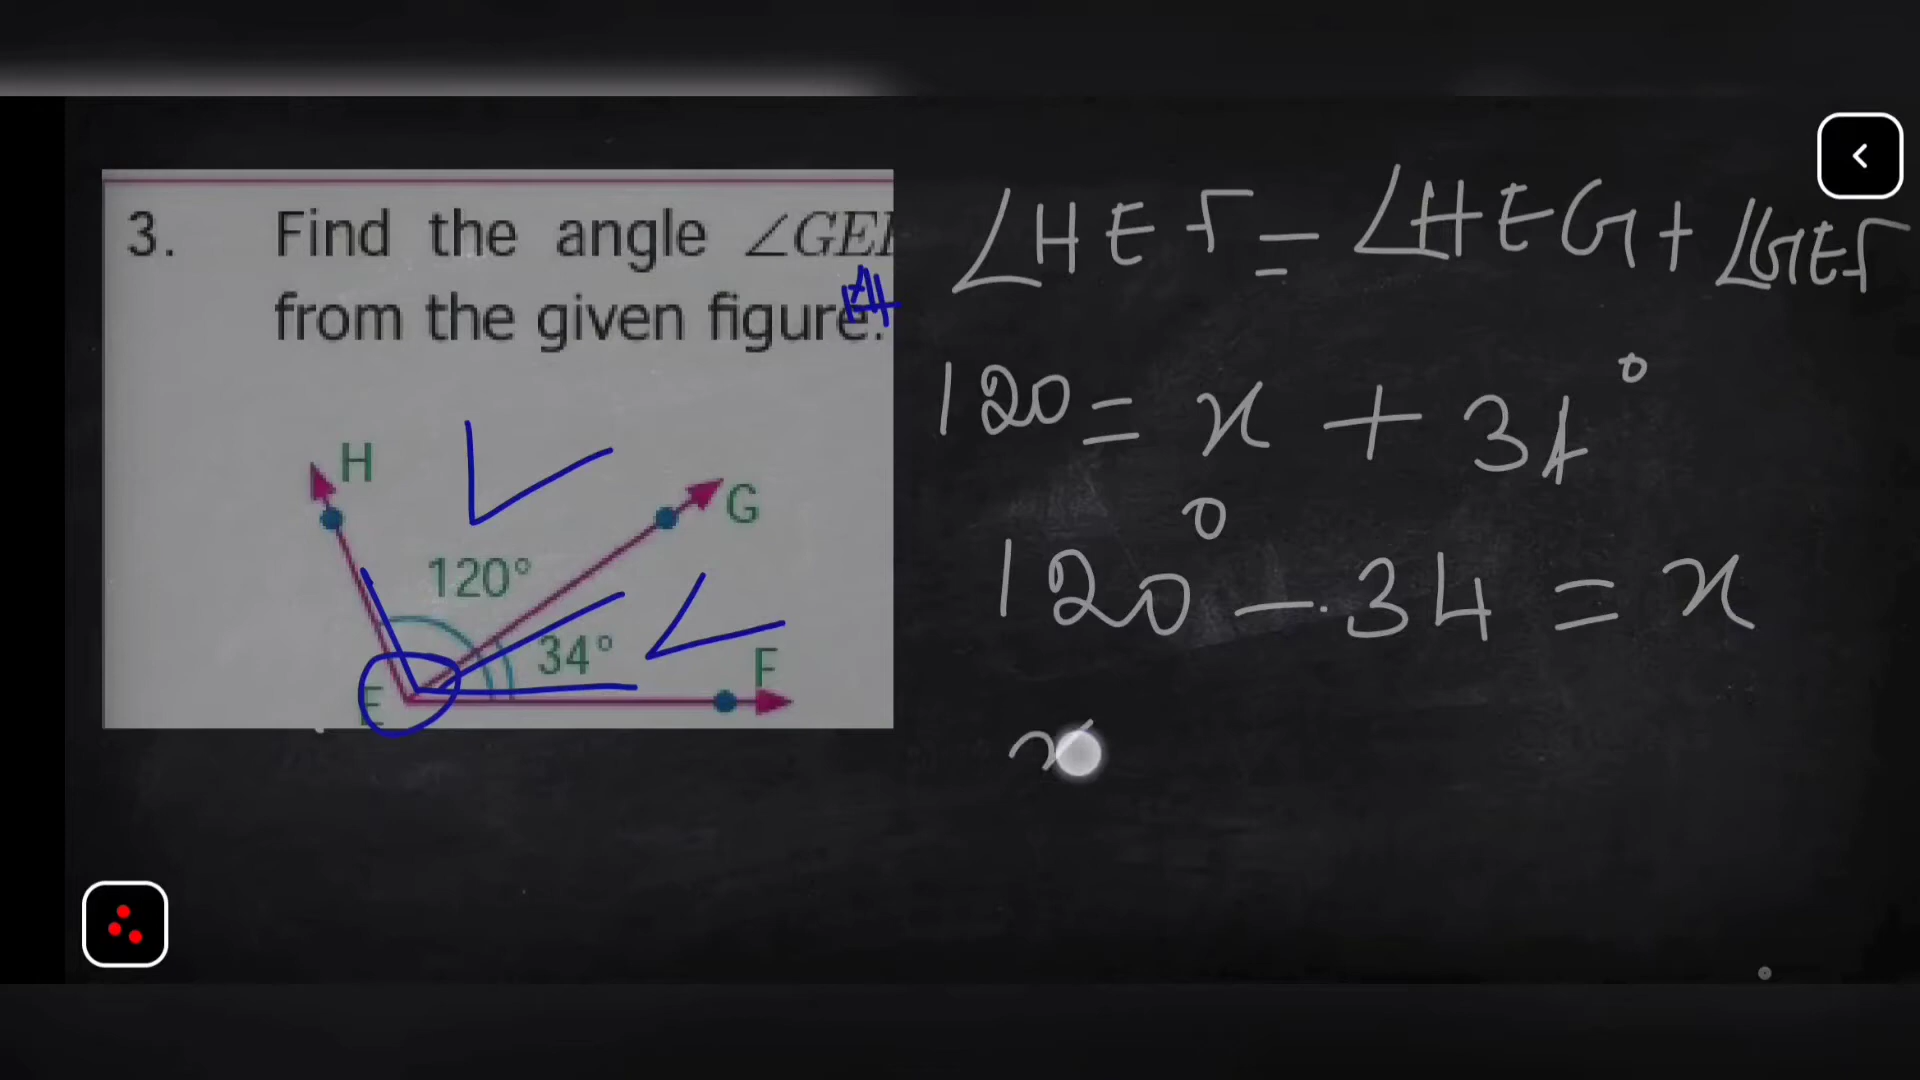 3. Find the angle ∠GE
from the given figure.
H
G
120°
34°
F
E
∠HEF = ∠HEG + ∠GEF
120 = x + 34°
120° - 34 = x
x